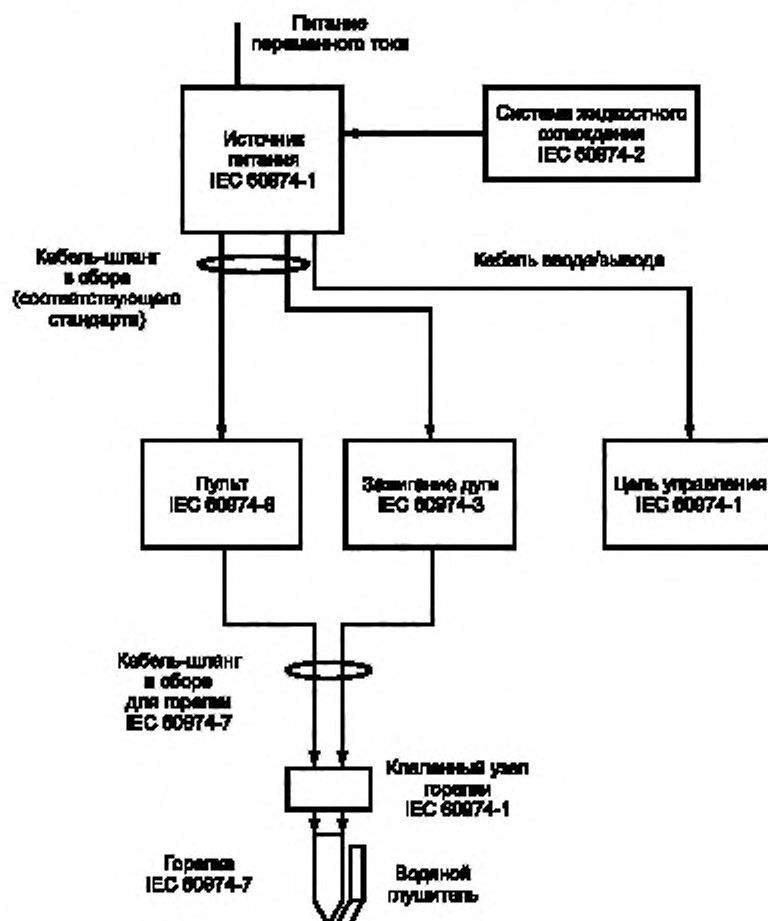 Питание
переменного тока
Источник
питания
IEC 60974-1
Система жидкостного
охлаждения
IEC 60974-2
Кабель-шланг
в сборе
(соответствующего
стандарта)
Кабель ввода/вывода
Пульт
IEC 60974-8
Зажигание дуги
IEC 60974-3
Цепь управления
IEC 60974-1
Кабель-шланг
в сборе
для горелки
IEC 60974-7
Клапанный узел
горелки
IEC 60974-1
Горелка
IEC 60974-7
Водяной
глушитель